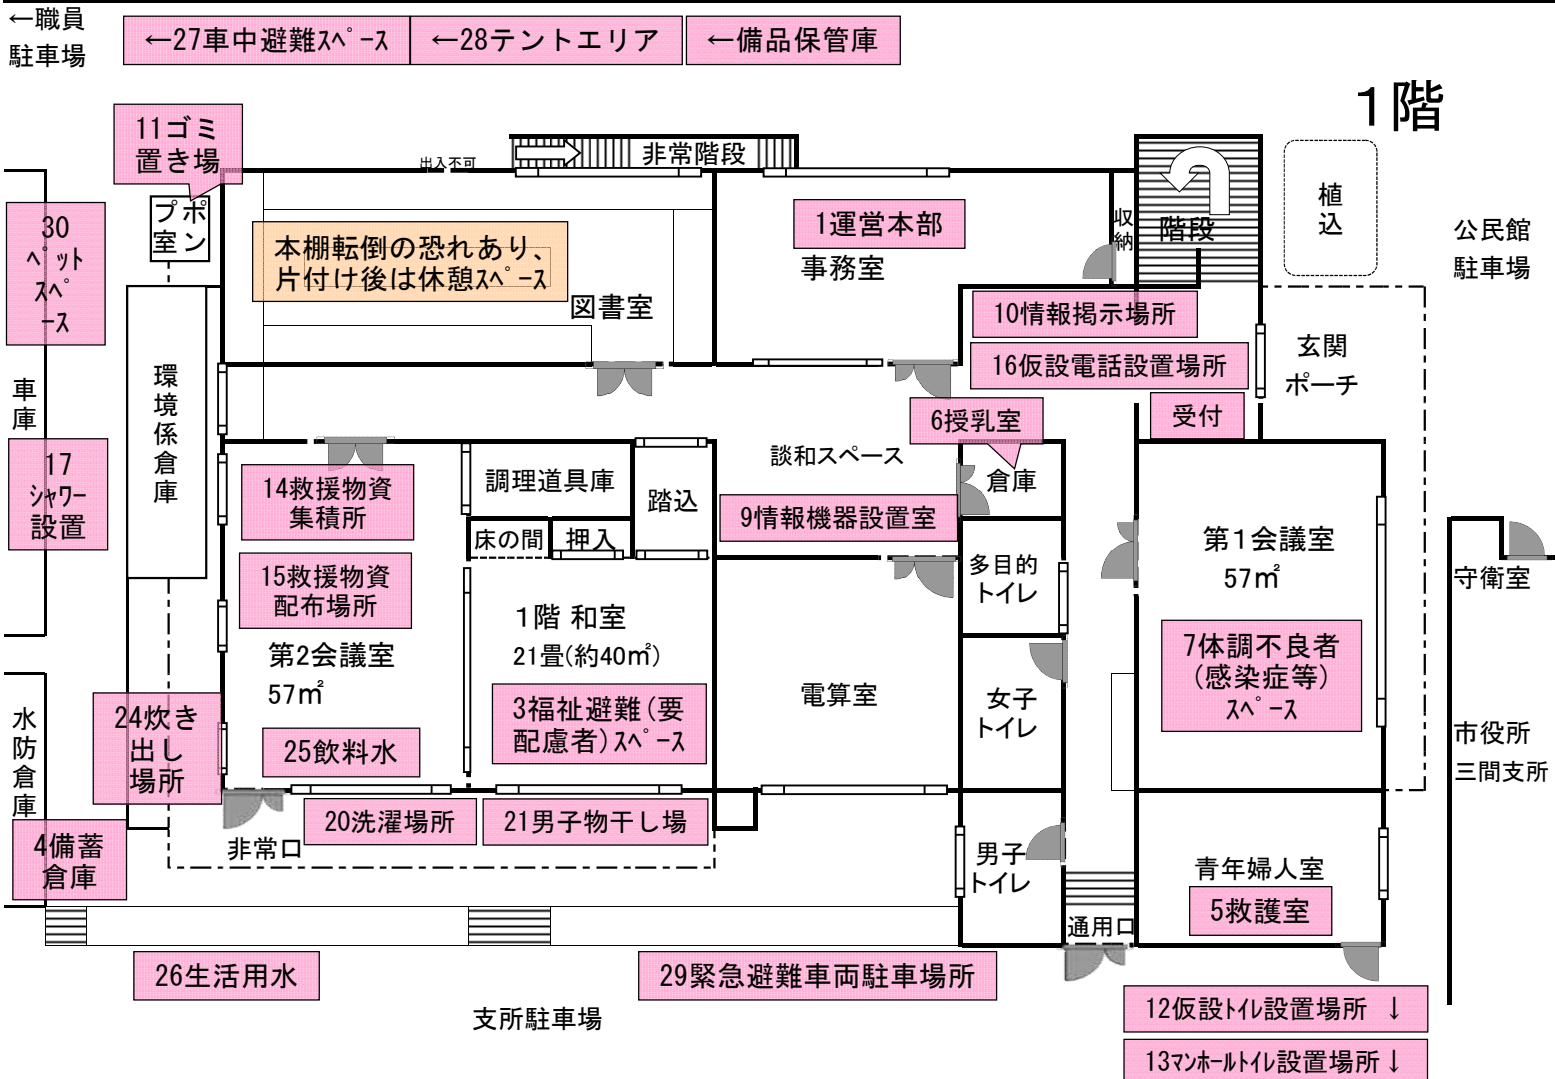 ←職員
駐車場
←27車中避難ｽﾍﾟｰｽ
←28テントエリア
←備品保管庫
1階
11ゴミ
置き場
出入不可
非常階段
ポンプ室
30
ﾍﾟｯﾄ
ｽﾍﾟ
ｰｽ
本棚転倒の恐れあり、
片付け後は休憩ｽﾍﾟｰｽ
図書室
1運営本部
事務室
収納
階段
植込
公民館
駐車場
10情報掲示場所
16仮設電話設置場所
受付
玄関
ポーチ
車庫
環境係倉庫
17
ｼｬﾜｰ
設置
6授乳室
倉庫
談和スペース
9情報機器設置室
14救援物資
集積所
調理道具庫
踏込
床の間
押入
15救援物資
配布場所
第2会議室
57㎡
1階 和室
21畳(約40㎡)
3福祉避難(要
配慮者)ｽﾍﾟｰｽ
電算室
多目的
トイレ
女子
トイレ
第1会議室
57㎡
7体調不良者
(感染症等)
ｽﾍﾟｰｽ
守衛室
市役所
三間支所
水防倉庫
24炊き
出し
場所
25飲料水
20洗濯場所
21男子物干し場
4備蓄
倉庫
非常口
男子
トイレ
青年婦人室
5救護室
通用口
26生活用水
29緊急避難車両駐車場所
支所駐車場
12仮設ﾄｲﾚ設置場所 ↓
13ﾏﾝﾎｰﾙﾄｲﾚ設置場所↓